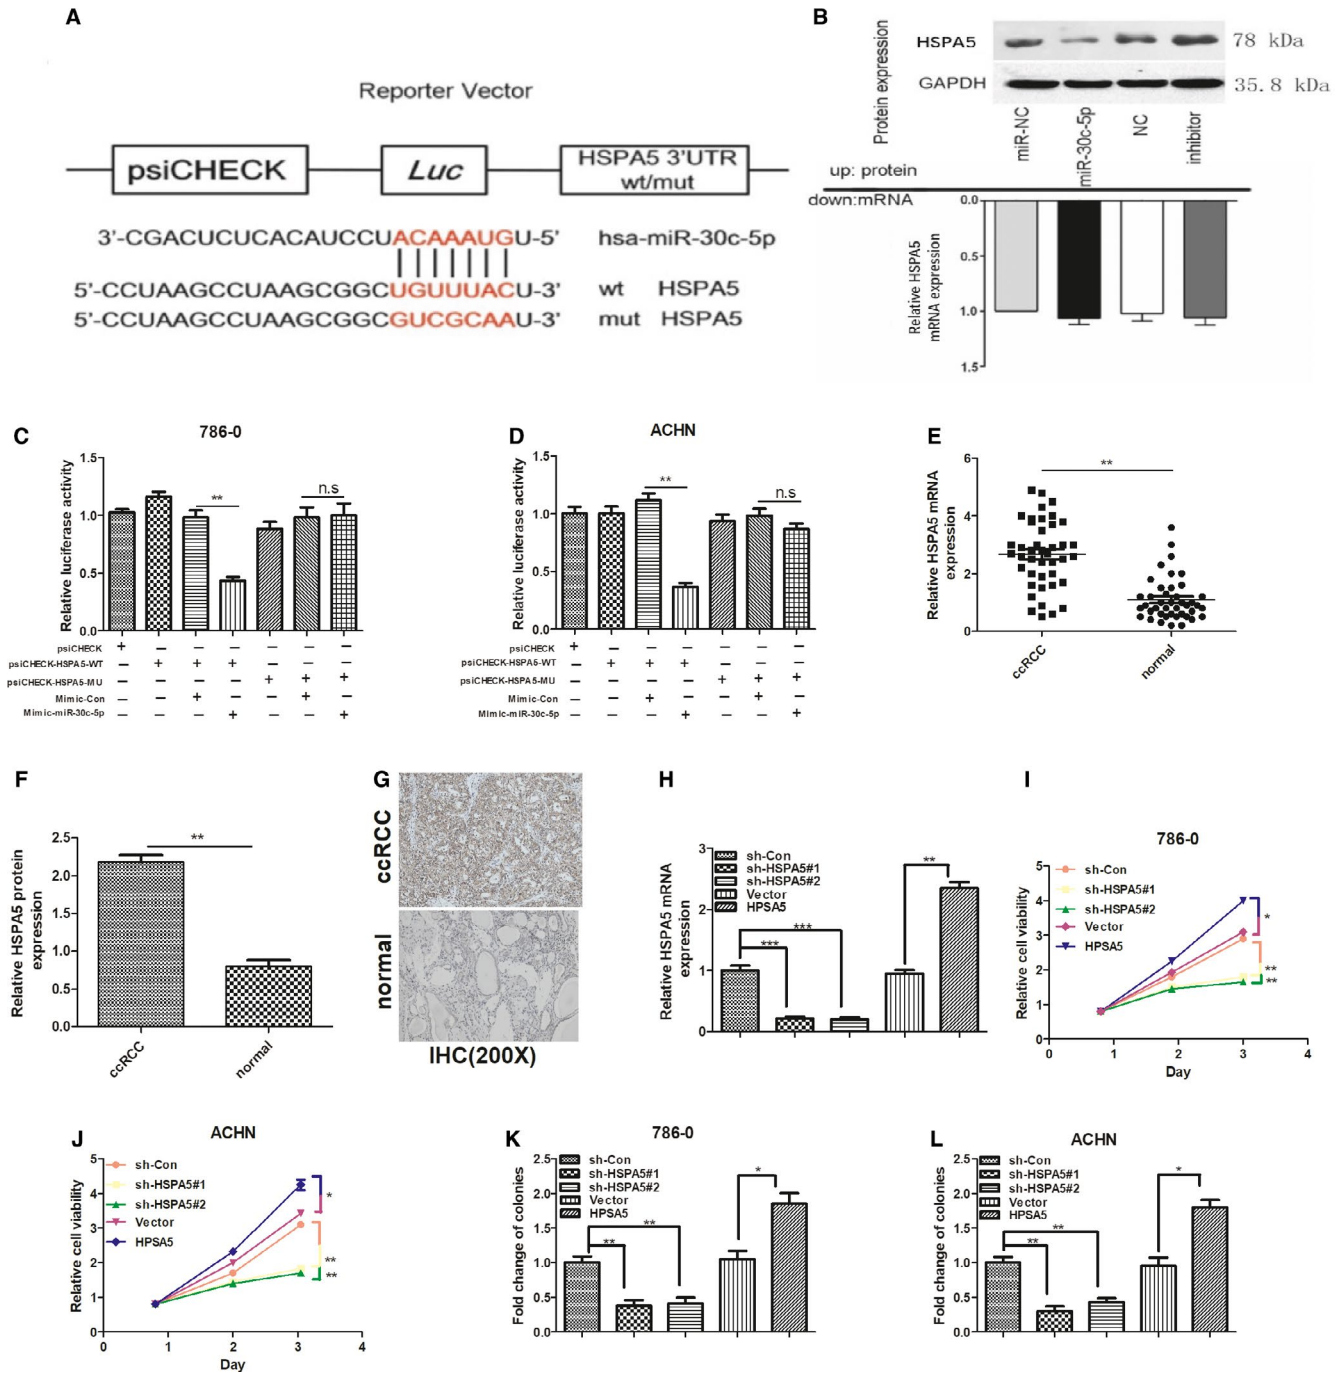 A
Reporter Vector
psiCHECK
Luc
HSPA5 3'UTR
wt/mut
3'-CGACUCUCACAUCCUACAAAUGU-5' hsa-miR-30c-5p
5'-CCUAAGCCUAAGCGGCUGUUUACU-3' wt HSPA5
5'-CCUAAGCCUAAGCGGCGUCGCAAU-3' mut HSPA5
B
Protein expression
HSPA5
78 kDa
GAPDH
35.8 kDa
miR-NC
miR-30c-5p
NC
inhibitor
up: protein
down:mRNA
Relative HSPA5
mRNA expression
0.0
0.5
1.0
1.5
C
786-0
Relative luciferase activity
1.5
1.0
0.5
0.0
**
n.s
psiCHECK + – – – – – –
psiCHECK-HSPA5-WT – + + + – – –
psiCHECK-HSPA5-MU – – – – + + +
Mimic-Con – – + – – + –
Mimic-miR-30c-5p – – – + – – +
D
ACHN
Relative luciferase activity
1.5
1.0
0.5
0.0
**
n.s
psiCHECK + – – – – – –
psiCHECK-HSPA5-WT – + + + – – –
psiCHECK-HSPA5-MU – – – – + + +
Mimic-Con – – + – – + –
Mimic-miR-30c-5p – – – + – – +
E
Relative HSPA5 mRNA
expression
6
4
2
0
**
ccRCC
normal
F
Relative HSPA5 protein
expression
2.5
2.0
1.5
1.0
0.5
0.0
**
ccRCC
normal
G
ccRCC
normal
IHC(200X)
H
Relative HSPA5 mRNA
expression
3
2
1
0
sh-Con
sh-HSPA5#1
sh-HSPA5#2
Vector
HPSA5
***
***
**
I
786-0
Relative cell viability
5
4
3
2
1
0
sh-Con
sh-HSPA5#1
sh-HSPA5#2
Vector
HPSA5
*
**
**
0 1 2 3 4
Day
J
ACHN
Relative cell viability
5
4
3
2
1
0
sh-Con
sh-HSPA5#1
sh-HSPA5#2
Vector
HPSA5
*
**
**
0 1 2 3 4
Day
K
786-0
Fold change of colonies
2.5
2.0
1.5
1.0
0.5
0.0
sh-Con
sh-HSPA5#1
sh-HSPA5#2
Vector
HPSA5
**
**
*
L
ACHN
Fold change of colonies
2.5
2.0
1.5
1.0
0.5
0.0
sh-Con
sh-HSPA5#1
sh-HSPA5#2
Vector
HPSA5
**
**
*